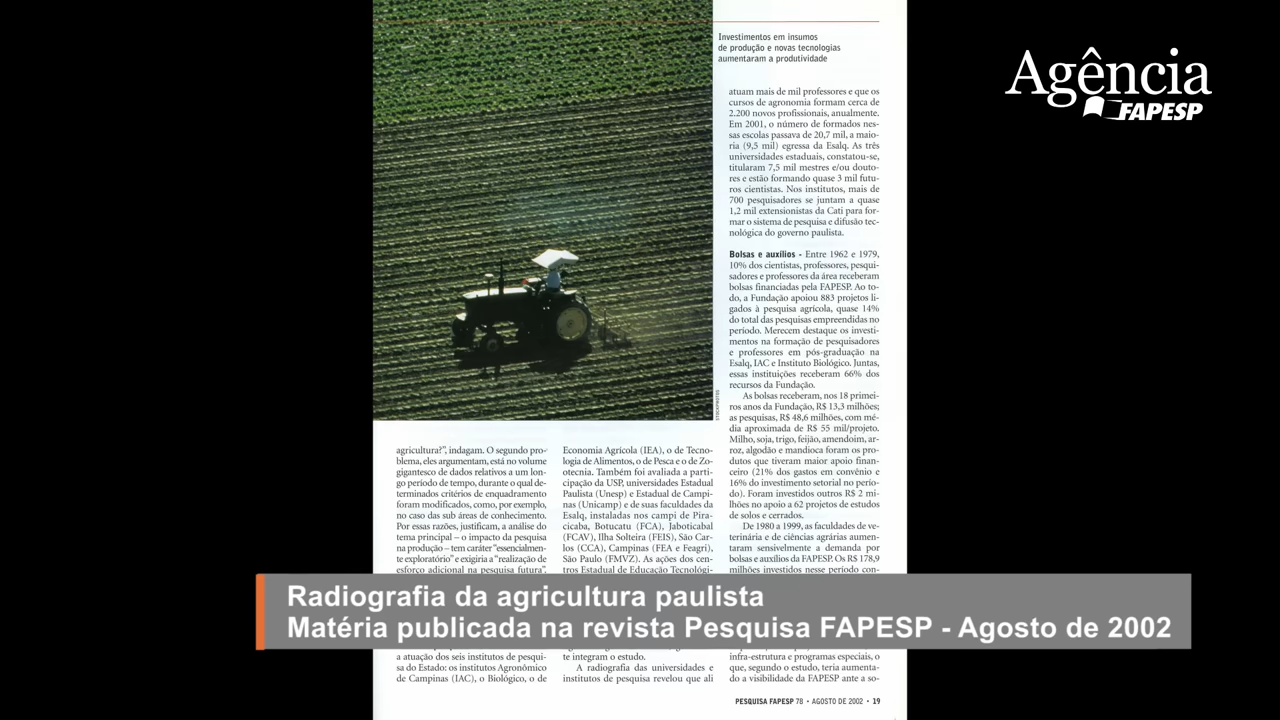 Investimentos em insumos
de produção e novas tecnologias
aumentaram a produtividade
Agência
FAPESP
atuam mais de mil professores e que os
cursos de agronomia formam cerca de
2.200 novos profissionais, anualmente.
Em 2001, o número de formados nes-
sas escolas passava de 20,7 mil, a maio-
ria (9,5 mil) egressa da Esalq. As três
universidades estaduais, constatou-se,
titularam 7,5 mil mestres e/ou douto-
res e estão formando quase 3 mil futu-
ros cientistas. Nos institutos, mais de
700 pesquisadores se juntam a quase
1,2 mil extensionistas da Cati para for-
mar o sistema de pesquisa e difusão tec-
nológica do governo paulista.
Bolsas e auxílios - Entre 1962 e 1979,
10% dos cientistas, professores, pesqui-
sadores e professores da área receberam
bolsas financiadas pela FAPESP. Ao to-
do, a Fundação apoiou 883 projetos li-
gados à pesquisa agrícola, quase 14%
do total das pesquisas empreendidas no
período. Merecem destaque os investi-
mentos na formação de pesquisadores
e professores em pós-graduação na
Esalq, IAC e Instituto Biológico. Juntas,
essas instituições receberam 66% dos
recursos da Fundação.
As bolsas receberam, nos 18 primei-
ros anos da Fundação, R$ 13,3 milhões;
as pesquisas, R$ 48,6 milhões, com mé-
dia aproximada de R$ 55 mil/projeto.
Milho, soja, trigo, feijão, amendoim, ar-
roz, algodão e mandioca foram os pro-
dutos que tiveram maior apoio finan-
ceiro (21% dos gastos em convênio e
16% do investimento setorial no perío-
do). Foram investidos outros R$ 2 mi-
lhões no apoio a 62 projetos de estudos
de solos e cerrados.
De 1980 a 1999, as faculdades de ve-
terinária e de ciências agrárias aumen-
taram sensivelmente a demanda por
bolsas e auxílios da FAPESP. Os R$ 178,9
milhões investidos nesse período con-
STOCKPHOTOS
agricultura?", indagam. O segundo pro-
blema, eles argumentam, está no volume
gigantesco de dados relativos a um lon-
go período de tempo, durante o qual de-
terminados critérios de enquadramento
foram modificados, como, por exemplo,
no caso das sub áreas de conhecimento.
Por essas razões, justificam, a análise do
tema principal – o impacto da pesquisa
na produção – tem caráter "essencialmen-
te exploratório" e exigiria a "realização de
esforço adicional na pesquisa futura".
Economia Agrícola (IEA), o de Tecno-
logia de Alimentos, o de Pesca e o de Zo-
otecnia. Também foi avaliada a parti-
cipação da USP, universidades Estadual
Paulista (Unesp) e Estadual de Campi-
nas (Unicamp) e de suas faculdades da
Esalq, instaladas nos campi de Pira-
cicaba, Botucatu (FCA), Jaboticabal
(FCAV), Ilha Solteira (FEIS), São Car-
los (CCA), Campinas (FEA e Feagri),
São Paulo (FMVZ). As ações dos cen-
tros Estadual de Educação Tecnológi-
Radiografia da agricultura paulista
Matéria publicada na revista Pesquisa FAPESP - Agosto de 2002
a atuação dos seis institutos de pesqui-
sa do Estado: os institutos Agronômico
de Campinas (IAC), o Biológico, o de
te integram o estudo.
A radiografia das universidades e
institutos de pesquisa revelou que ali
infra-estrutura e programas especiais, o
que, segundo o estudo, teria aumenta-
do a visibilidade da FAPESP ante a so-
PESQUISA FAPESP 78 • AGOSTO DE 2002 • 19